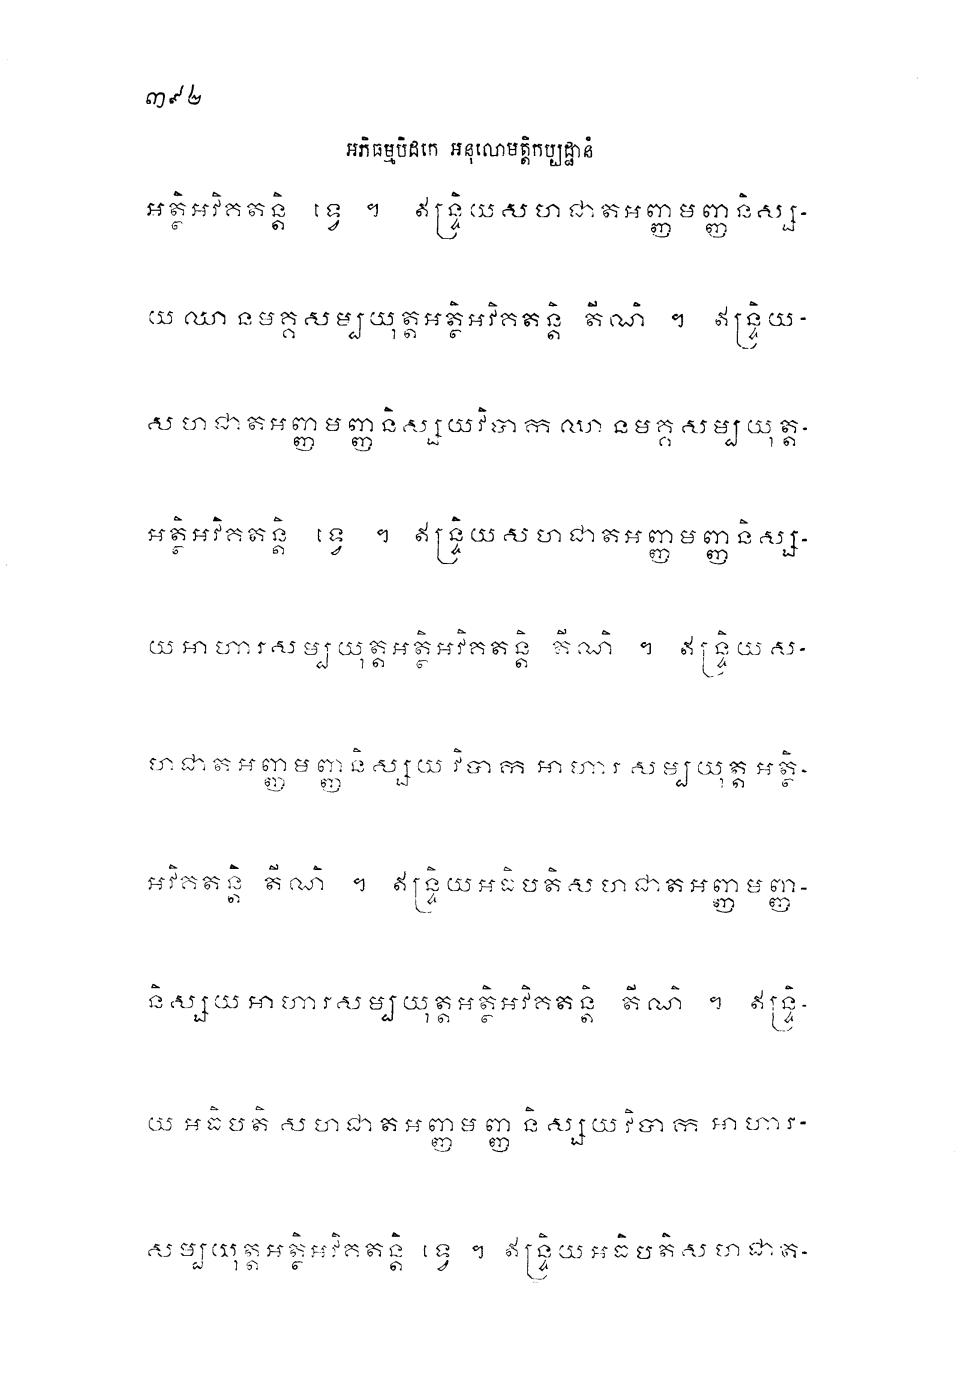 ៣៩២
អភិធម្មបិដកេ អនុលោមត្តិកប្បដ្ឋានំ
អត្ថិអវិកតន្តិ ទ្វេ ។ ឥន្ទ្រិយសហជាតអញ្ញមញ្ញនិស្ស-
យឈានមគ្គសម្បយុត្តអត្ថិអវិកតន្តិ តីណិ ។ ឥន្ទ្រិយ-
សហជាតអញ្ញមញ្ញនិស្សយវិបាកឈានមគ្គសម្បយុត្ត-
អត្ថិអវិកតន្តិ ទ្វេ ។ ឥន្ទ្រិយសហជាតអញ្ញមញ្ញនិស្ស-
យអាហារសម្បយុត្តអត្ថិអវិកតន្តិ តីណិ ។ ឥន្ទ្រិយស-
ហជាតអញ្ញមញ្ញនិស្សយវិបាកអាហារសម្បយុត្តអត្ថិ-
អវិកតន្តិ តីណិ ។ ឥន្ទ្រិយអធិបតិសហជាតអញ្ញមញ្ញ-
និស្សយអាហារសម្បយុត្តអត្ថិអវិកតន្តិ តីណិ ។ ឥន្ទ្រិ-
យអធិបតិសហជាតអញ្ញមញ្ញនិស្សយវិបាកអាហារ-
សម្បយុត្តអត្ថិអវិកតន្តិ ទ្វេ ។ ឥន្ទ្រិយអធិបតិសហជាត-